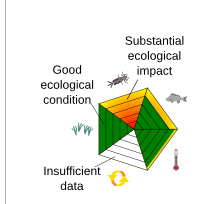 Substantial
ecological
impact
Good
ecological
condition
Insufficient
data